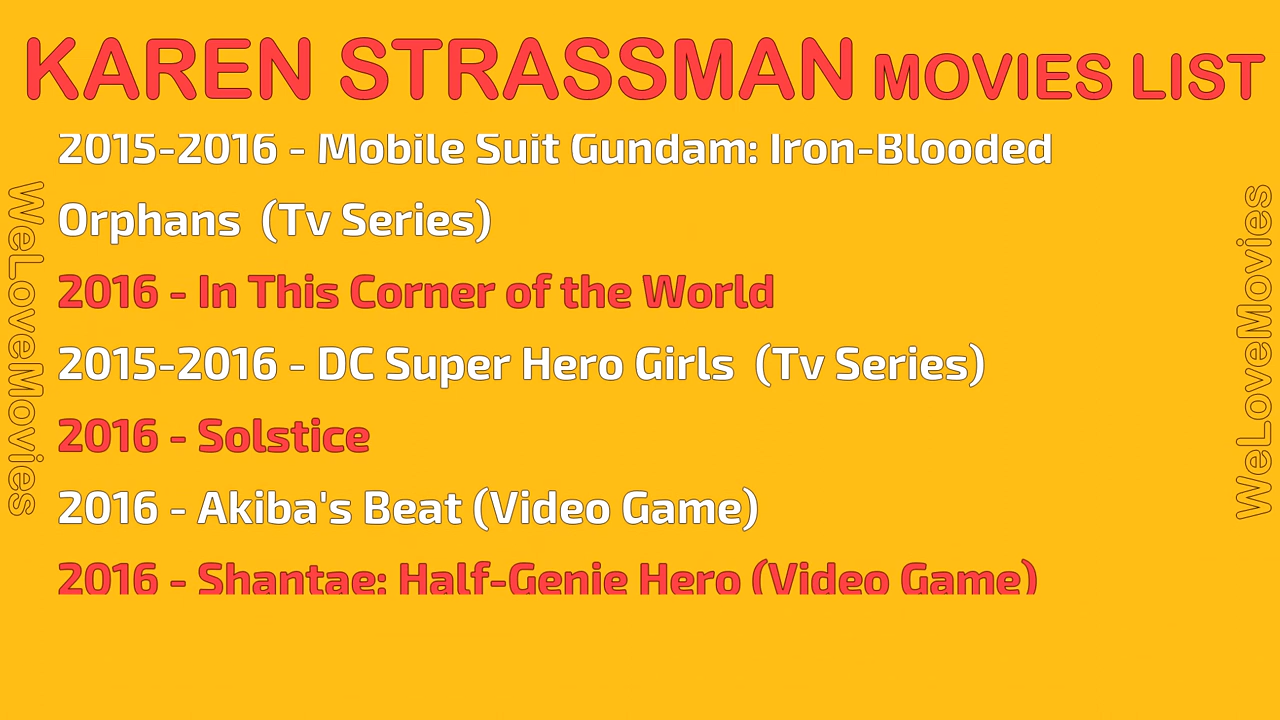 KAREN STRASSMAN MOVIES LIST
2015-2016 - Mobile Suit Gundam: Iron-Blooded
Orphans (Tv Series)
2016 - In This Corner of the World
2015-2016 - DC Super Hero Girls (Tv Series)
2016 - Solstice
2016 - Akiba's Beat (Video Game)
2016 - Shantae: Half-Genie Hero (Video Game)
WeLoveMovies
WeLoveMovies